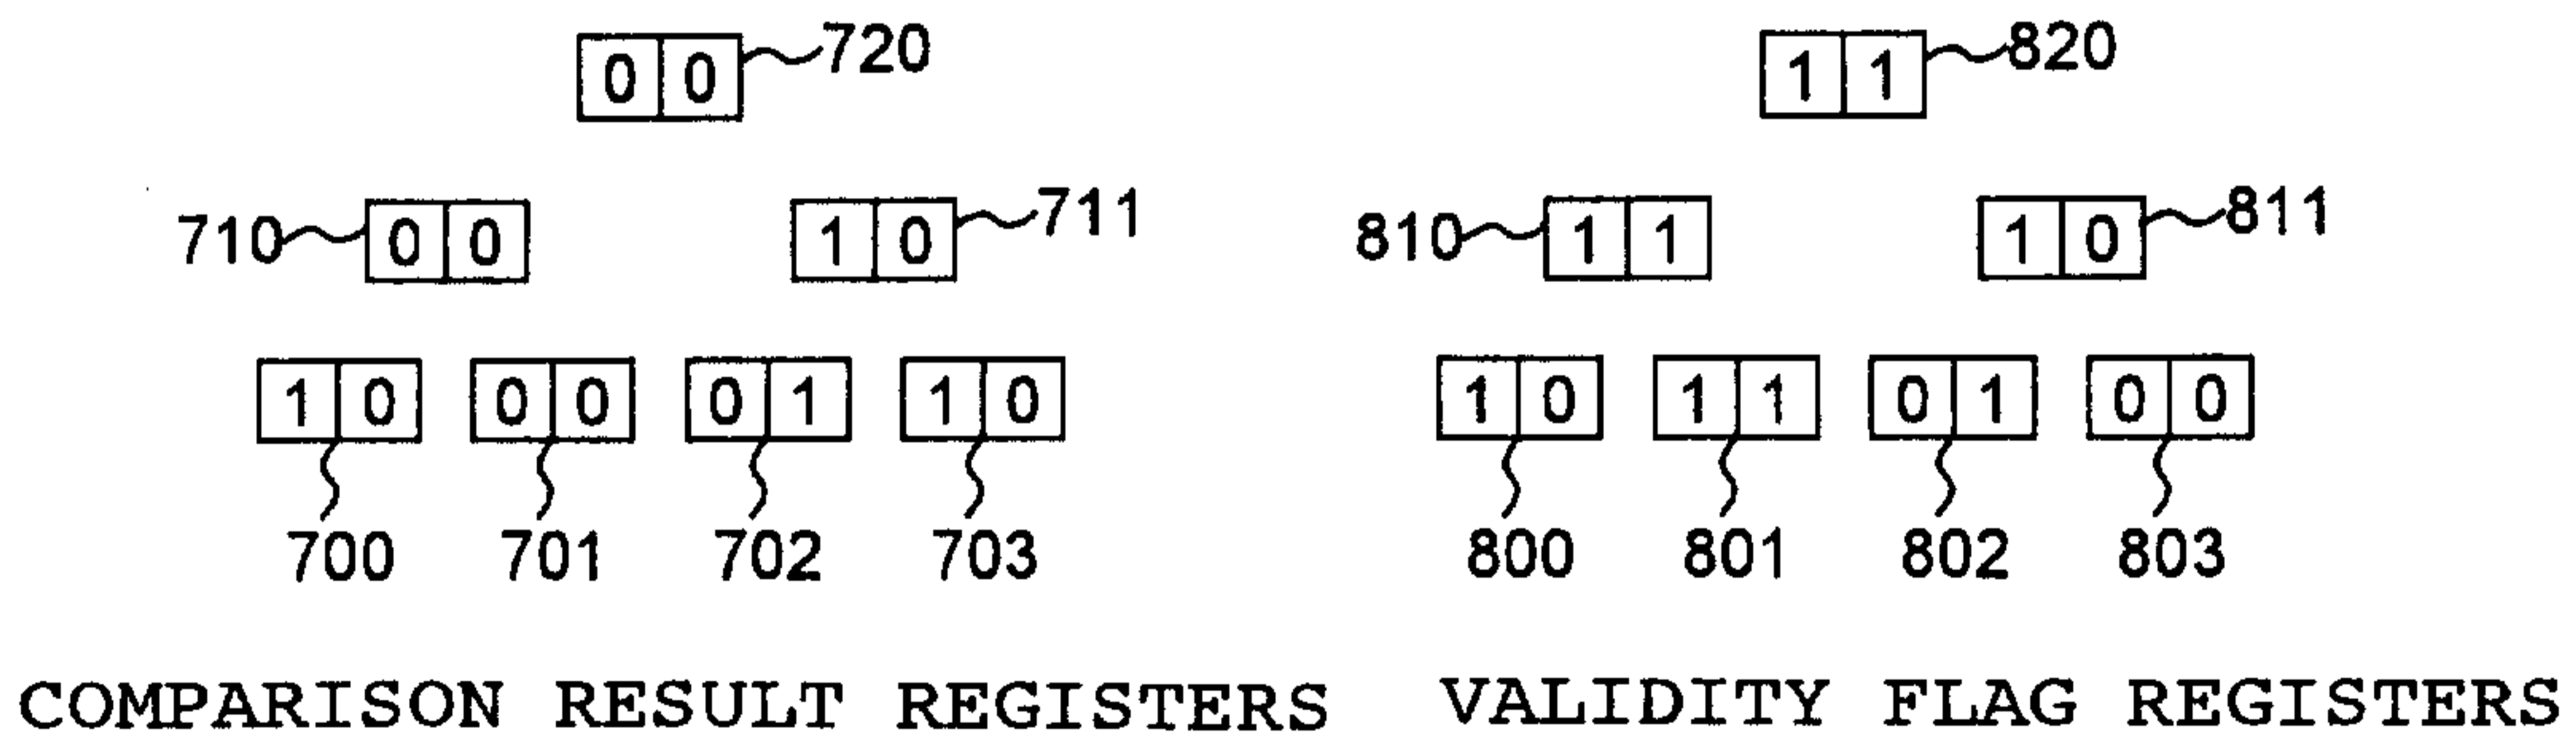 0 0 720 1 1 820
710 0 0 1 0 711 810 1 1 1 0 811
1 0 0 0 0 1 1 0 1 0 1 1 0 1 0 0
700 701 702 703 800 801 802 803
COMPARISON RESULT REGISTERS VALIDITY FLAG REGISTERS